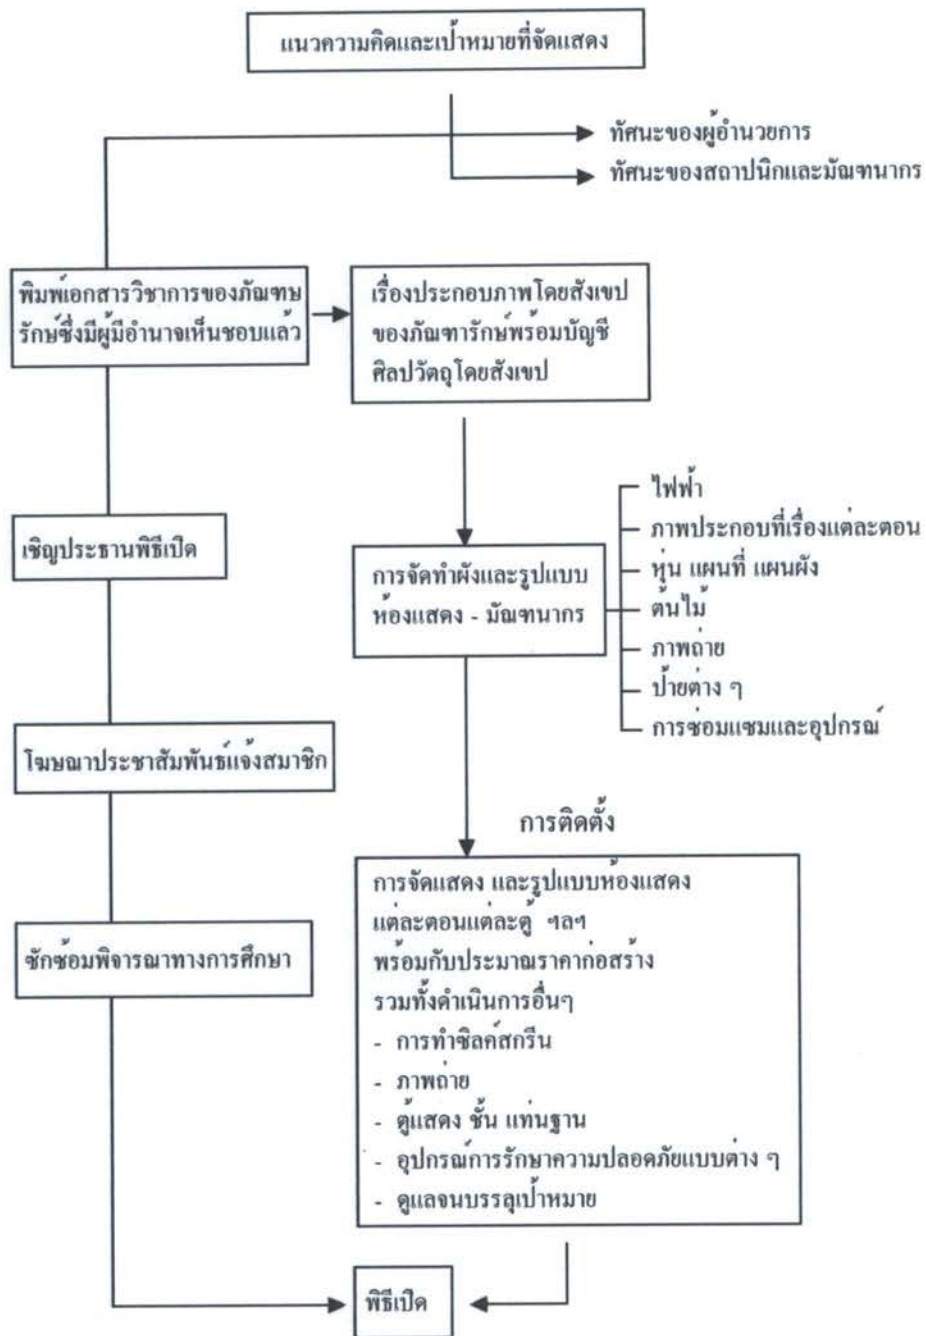 แนวความคิดและเป้าหมายที่จัดแสดง
ทัศนะของผู้อำนวยการ
ทัศนะของสถาปนิกและมัณฑนากร
พิมพ์เอกสารวิชาการของภัณฑษ
รักษ์ซึ่งมีผู้มีอำนาจเห็นชอบแล้ว
เรื่องประกอบภาพโดยสังเขป
ของภัณฑารักษ์พร้อมบัญชี
ศิลปวัตถุโดยสังเขป
เชิญประธานพิธีเปิด
การจัดทำผังและรูปแบบ
ห้องแสดง - มัณฑนากร
ไฟฟ้า
ภาพประกอบที่เรื่องแต่ละตอน
หุ่น แผนที่ แผนผัง
ต้นไม้
ภาพถ่าย
ป้ายต่าง ๆ
การซ่อมแซมและอุปกรณ์
โฆษณาประชาสัมพันธ์แจ้งสมาชิก
การติดตั้ง
การจัดแสดง และรูปแบบห้องแสดง
แต่ละตอนแต่ละตู้ ฯลฯ
พร้อมกับประมาณราคาก่อสร้าง
รวมทั้งดำเนินการอื่นๆ
- การทำซิลค์สกรีน
- ภาพถ่าย
- ตู้แสดง ชั้น แท่นฐาน
- อุปกรณ์การรักษาความปลอดภัยแบบต่าง ๆ
- ดูแลจนบรรลุเป้าหมาย
ซักซ้อมพิจารณาทางการศึกษา
พิธีเปิด